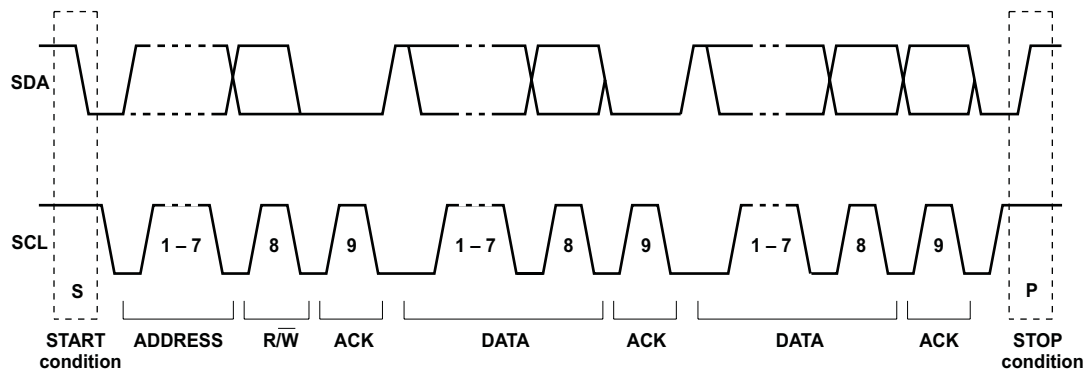 SDA
SCL
1 – 7 8 9 1 – 7 8 9 1 – 7 8 9
S P
START condition
ADDRESS R/W̅ ACK DATA ACK DATA ACK
STOP condition